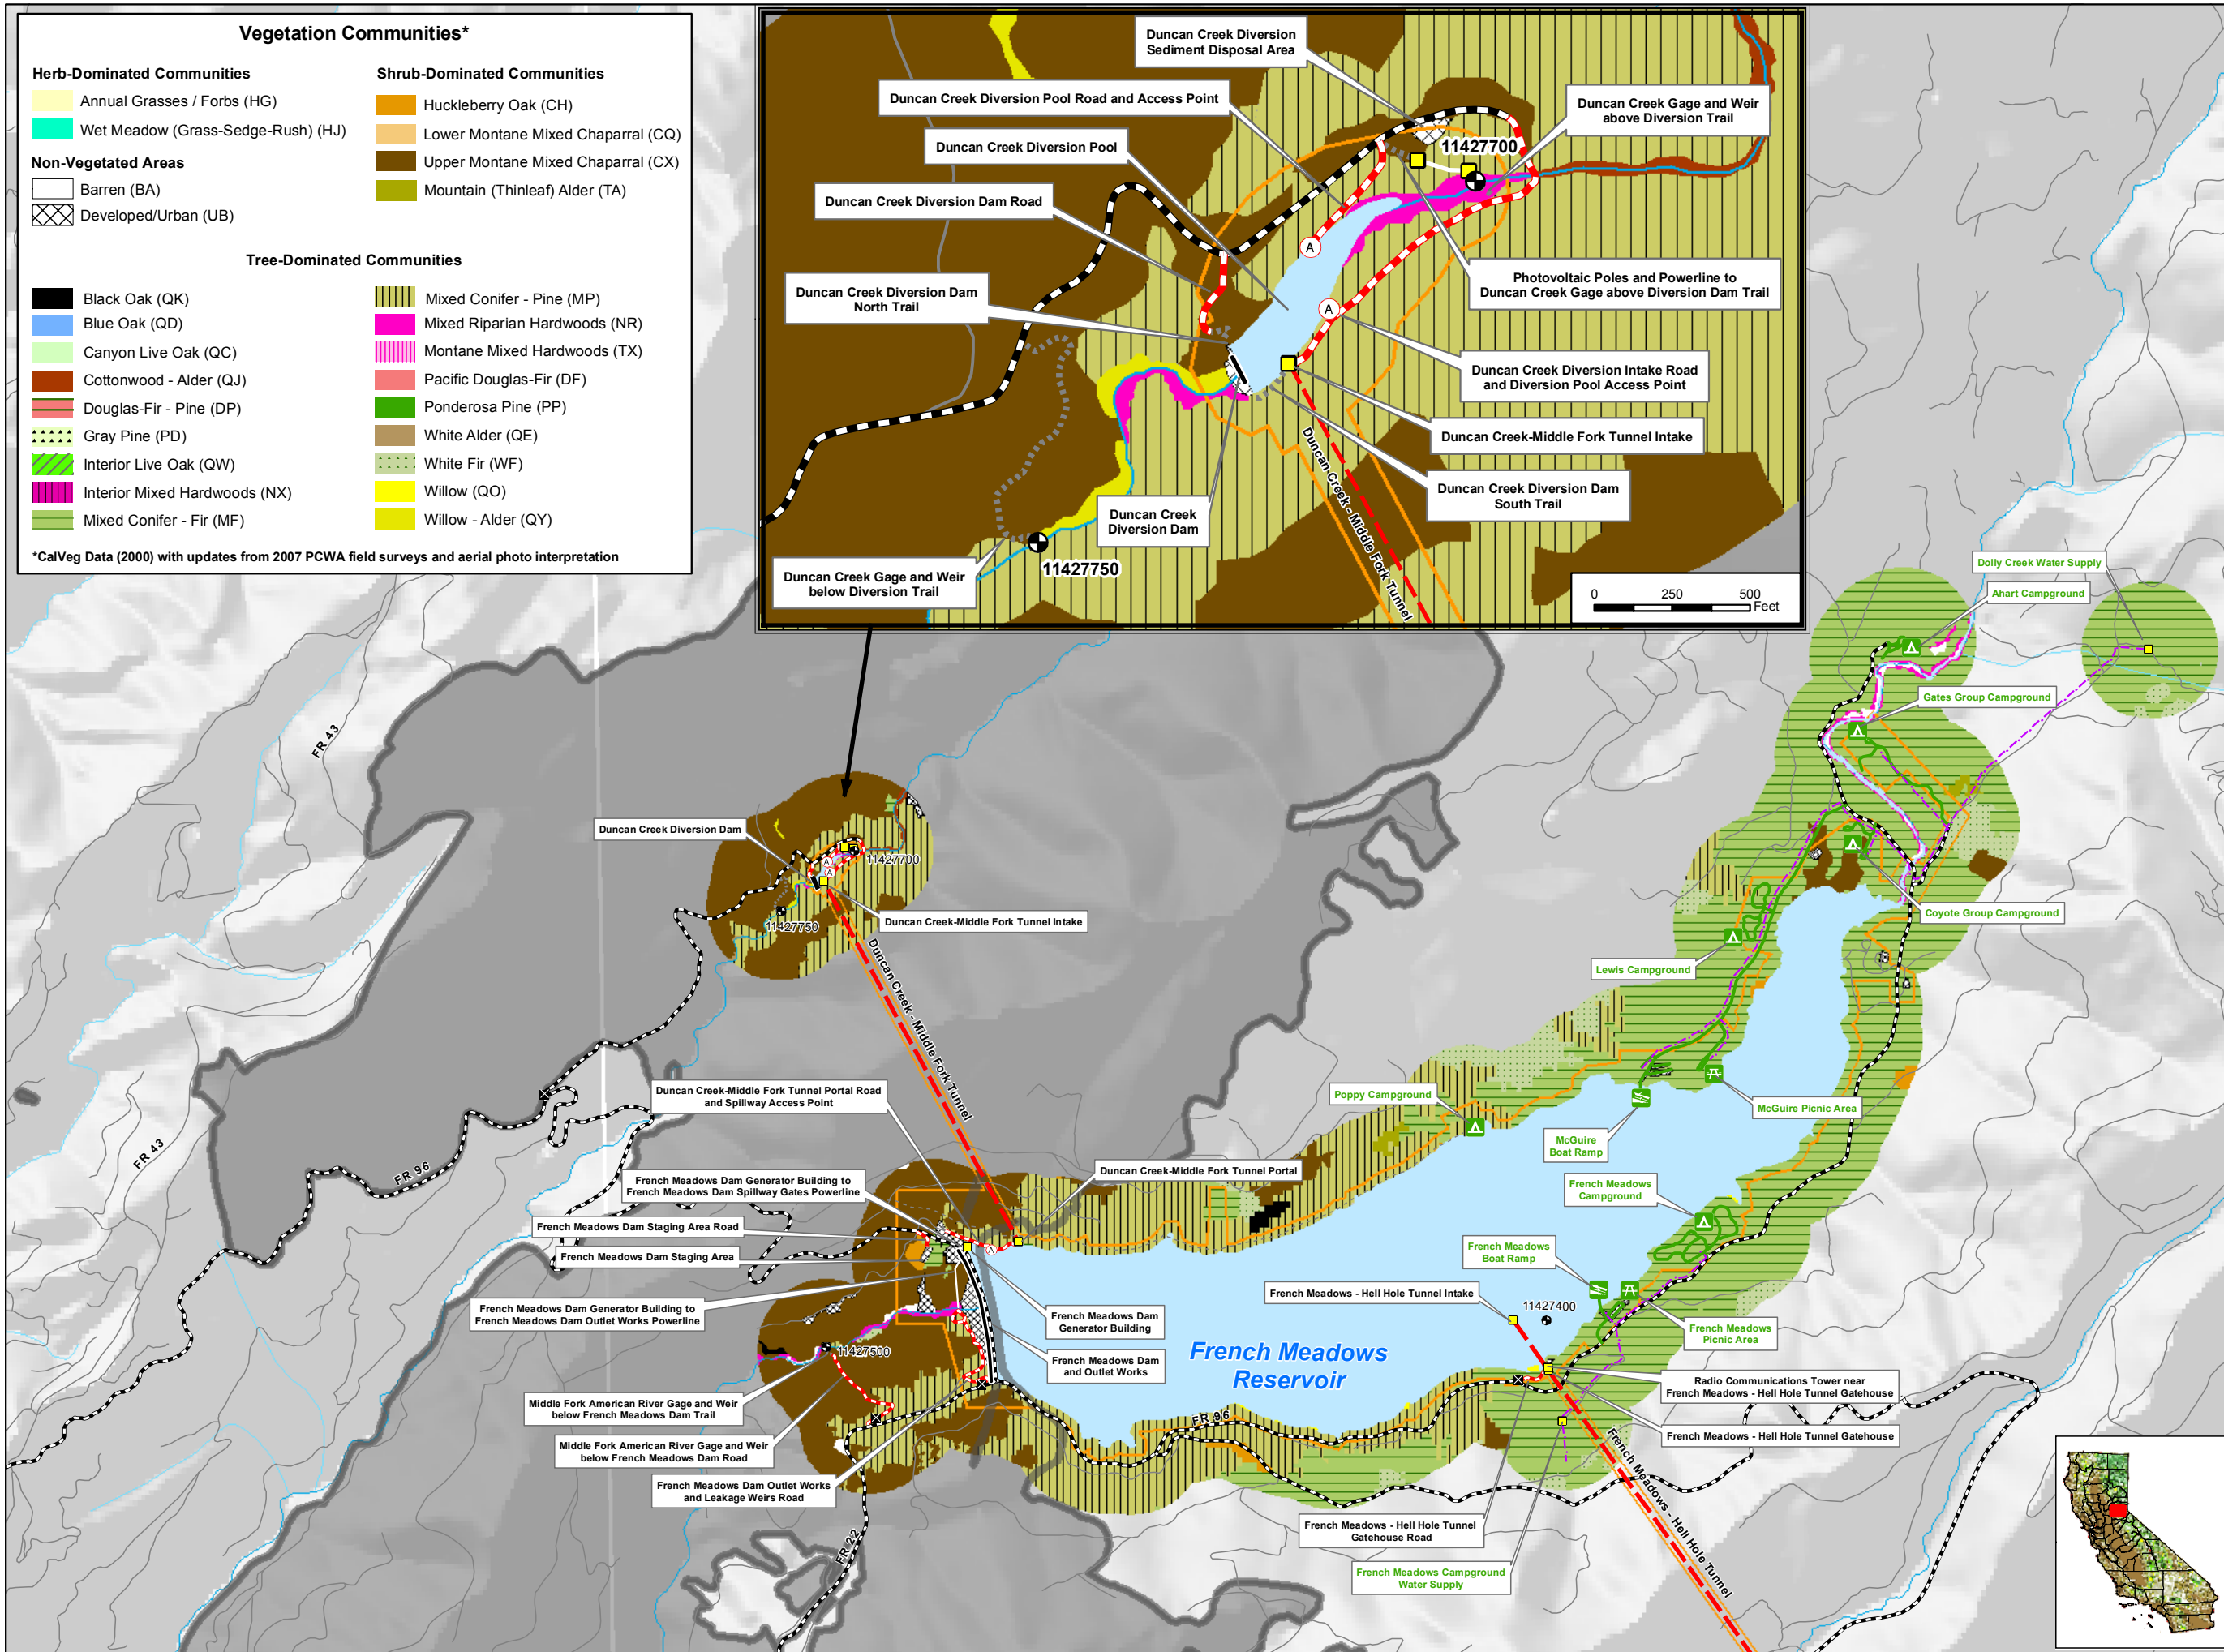 Vegetation Communities*
Herb-Dominated Communities
Annual Grasses / Forbs (HG)
Wet Meadow (Grass-Sedge-Rush) (HJ)
Non-Vegetated Areas
Barren (BA)
Developed/Urban (UB)
Shrub-Dominated Communities
Huckleberry Oak (CH)
Lower Montane Mixed Chaparral (CQ)
Upper Montane Mixed Chaparral (CX)
Mountain (Thinleaf) Alder (TA)
Tree-Dominated Communities
Black Oak (QK)
Blue Oak (QD)
Canyon Live Oak (QC)
Cottonwood - Alder (QJ)
Douglas-Fir - Pine (DP)
Gray Pine (PD)
Interior Live Oak (QW)
Interior Mixed Hardwoods (NX)
Mixed Conifer - Fir (MF)
Mixed Conifer - Pine (MP)
Mixed Riparian Hardwoods (NR)
Montane Mixed Hardwoods (TX)
Pacific Douglas-Fir (DF)
Ponderosa Pine (PP)
White Alder (QE)
White Fir (WF)
Willow (QO)
Willow - Alder (QY)
*CalVeg Data (2000) with updates from 2007 PCWA field surveys and aerial photo interpretation
Duncan Creek Diversion
Sediment Disposal Area
Duncan Creek Diversion Pool Road and Access Point
Duncan Creek Gage and Weir
above Diversion Trail
Duncan Creek Diversion Pool
11427700
Duncan Creek Diversion Dam Road
A
Photovoltaic Poles and Powerline to
Duncan Creek Gage above Diversion Dam Trail
Duncan Creek Diversion Dam
North Trail
A
Duncan Creek Diversion Intake Road
and Diversion Pool Access Point
Duncan Creek-Middle Fork Tunnel Intake
Duncan Creek Diversion Dam
South Trail
Duncan Creek
Diversion Dam
Duncan Creek - Middle Fork Tunnel
11427750
Duncan Creek Gage and Weir
below Diversion Trail
0 250 500
Feet
Dolly Creek Water Supply
Ahart Campground
Gates Group Campground
FR 43
Duncan Creek Diversion Dam
11427700
A
A
11427750
Duncan Creek-Middle Fork Tunnel Intake
Coyote Group Campground
Lewis Campground
Duncan Creek - Middle Fork Tunnel
Duncan Creek-Middle Fork Tunnel Portal Road
and Spillway Access Point
Poppy Campground
McGuire Picnic Area
McGuire
Boat Ramp
FR 43
FR 96
Duncan Creek-Middle Fork Tunnel Portal
French Meadows Dam Generator Building to
French Meadows Dam Spillway Gates Powerline
French Meadows
Campground
French Meadows Dam Staging Area Road
French Meadows Dam Staging Area
A
French Meadows
Boat Ramp
French Meadows - Hell Hole Tunnel Intake
11427400
French Meadows Dam Generator Building to
French Meadows Dam Outlet Works Powerline
French Meadows Dam
Generator Building
French Meadows
Picnic Area
11427500
French Meadows Dam
and Outlet Works
French Meadows
Reservoir
Radio Communications Tower near
French Meadows - Hell Hole Tunnel Gatehouse
Middle Fork American River Gage and Weir
below French Meadows Dam Trail
FR 96
French Meadows - Hell Hole Tunnel Gatehouse
Middle Fork American River Gage and Weir
below French Meadows Dam Road
French Meadows Dam Outlet Works
and Leakage Weirs Road
French Meadows - Hell Hole Tunnel
French Meadows - Hell Hole Tunnel
Gatehouse Road
FR 22
French Meadows Campground
Water Supply